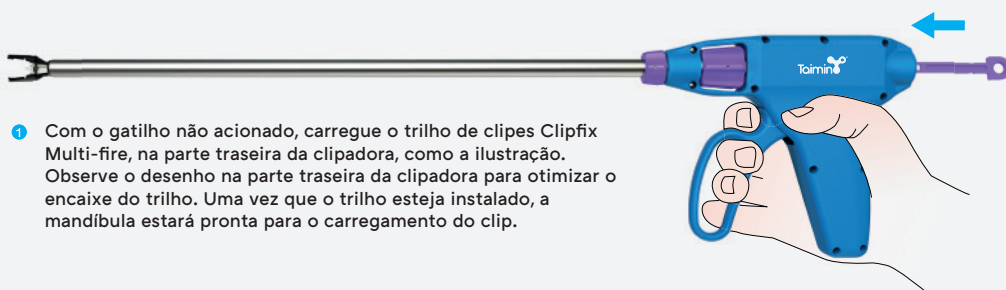 Taimin
1 Com o gatilho não acionado, carregue o trilho de clipes Clipfix
Multi-fire, na parte traseira da clipadora, como a ilustração.
Observe o desenho na parte traseira da clipadora para otimizar o
encaixe do trilho. Uma vez que o trilho esteja instalado, a
mandíbula estará pronta para o carregamento do clip.